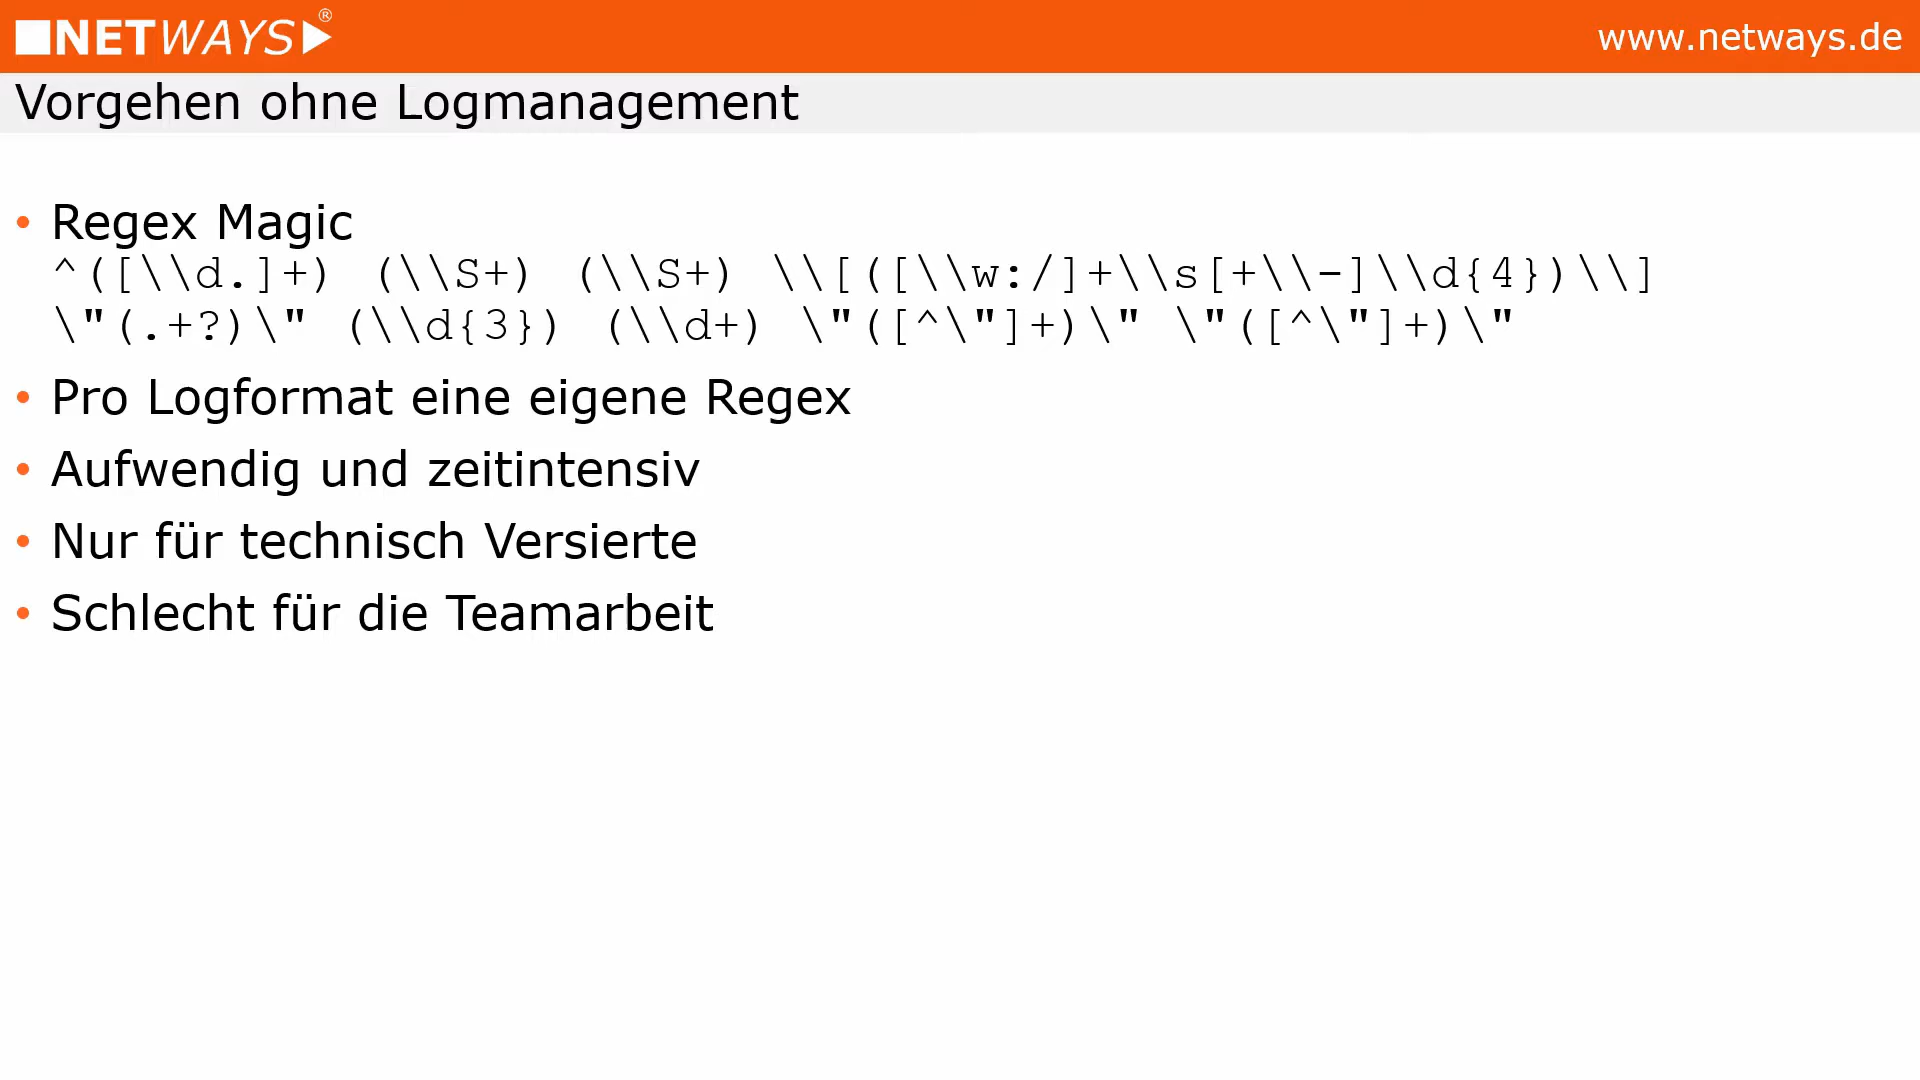 NETWAYS®
www.netways.de
Vorgehen ohne Logmanagement
• Regex Magic
^([\\d.]+) (\\S+) (\\S+) \\[([\\w:/]+\\s[+\\-]\\d{4})\\]
\"(.+?)\" (\\d{3}) (\\d+) \"([^\"]+)\" \"([^\"]+)\"
• Pro Logformat eine eigene Regex
• Aufwendig und zeitintensiv
• Nur für technisch Versierte
• Schlecht für die Teamarbeit